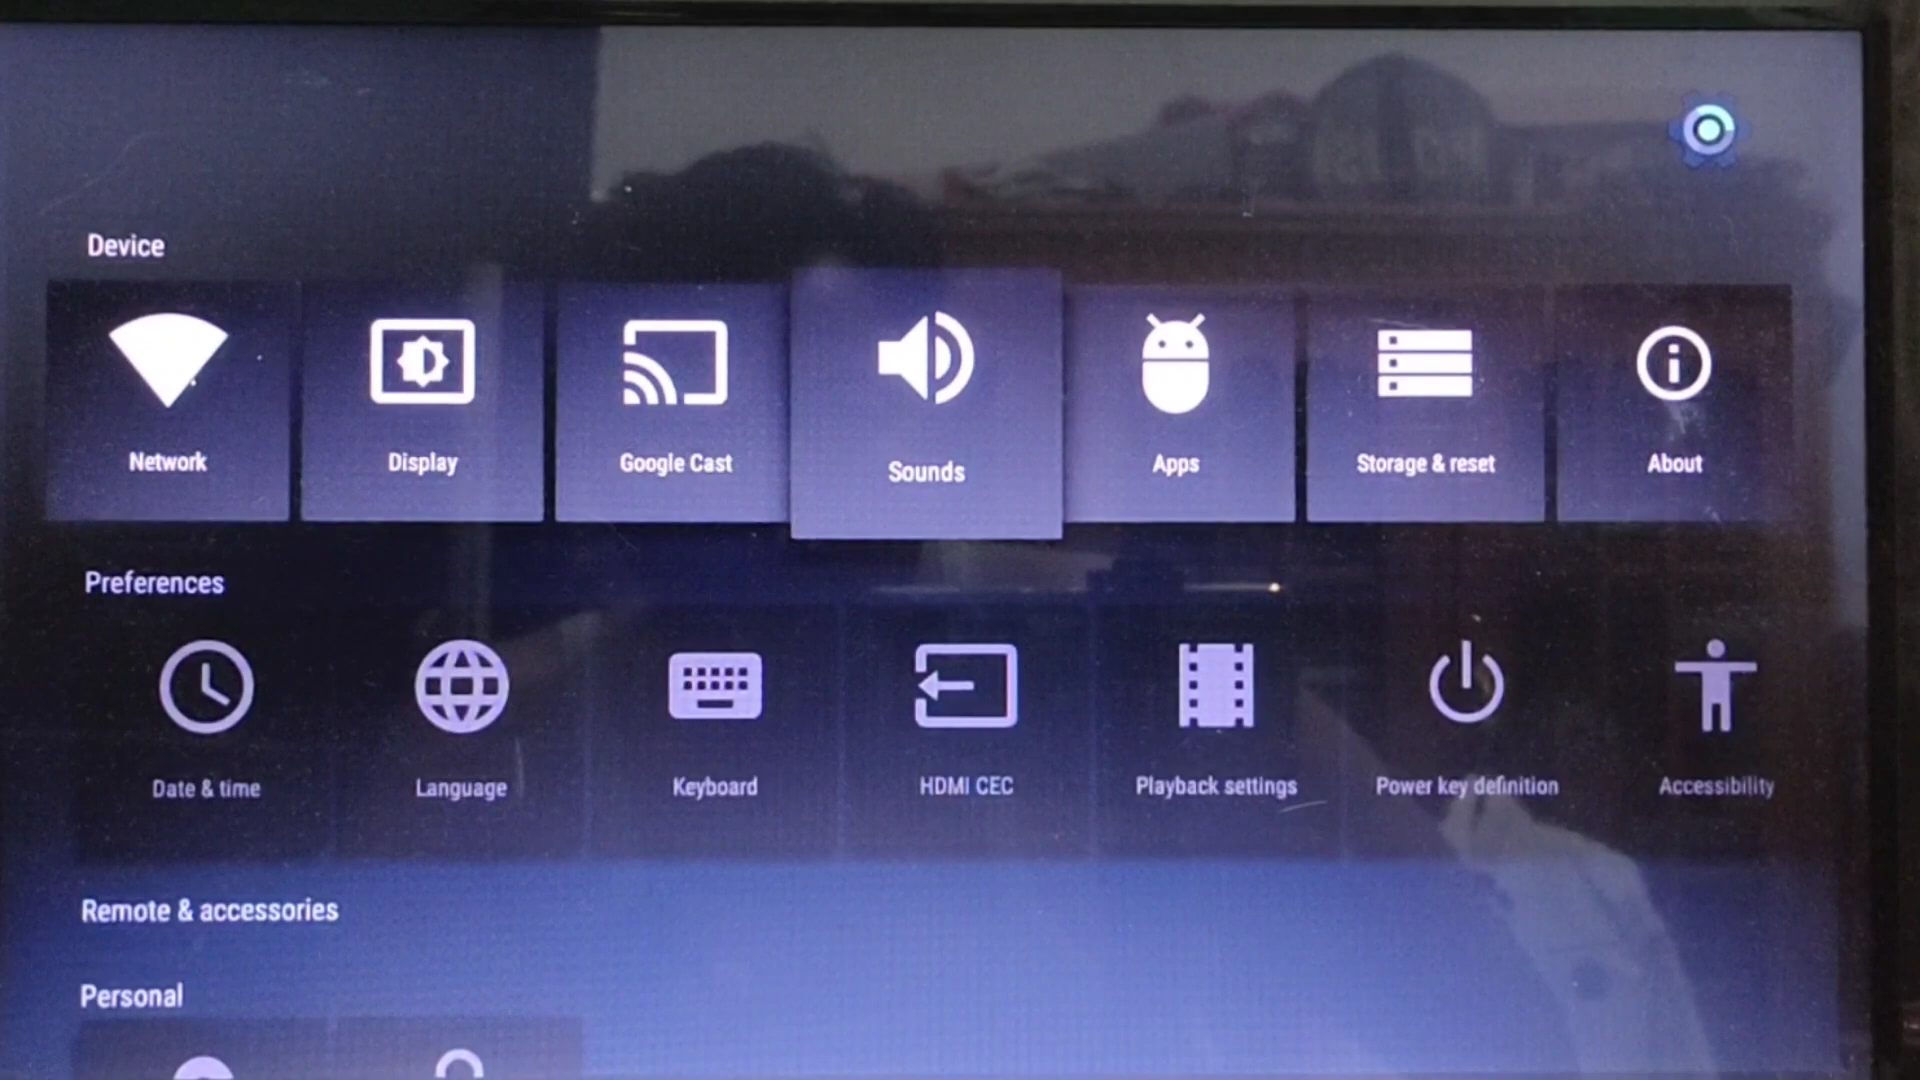 Device
Network
Display
Google Cast
Sounds
Apps
Storage & reset
About
Preferences
Date & time
Language
Keyboard
HDMI CEC
Playback settings
Power key definition
Accessibility
Remote & accessories
Personal